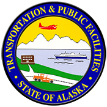 TRANSPORTATION & PUBLIC FACILITIES
STATE OF ALASKA